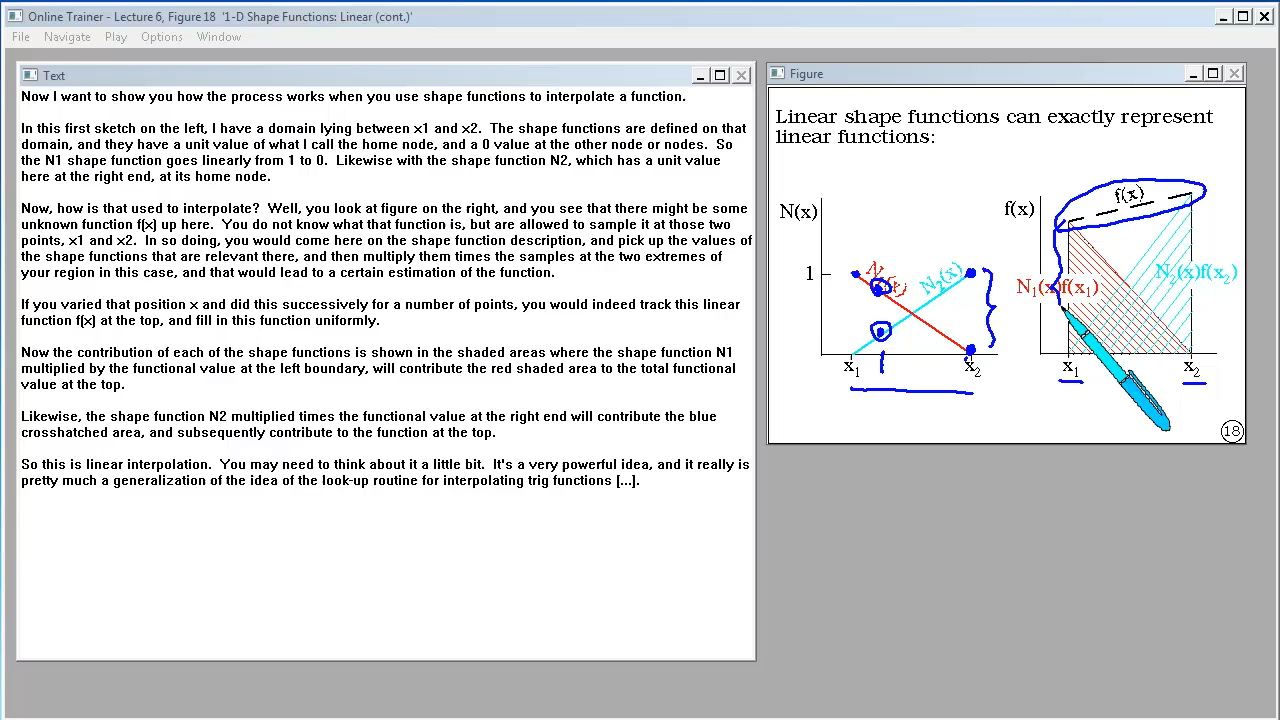 Online Trainer - Lecture 6, Figure 18 '1-D Shape Functions: Linear (cont.)'
File Navigate Play Options Window
Text
Now I want to show you how the process works when you use shape functions to interpolate a function.
In this first sketch on the left, I have a domain lying between x1 and x2. The shape functions are defined on that
domain, and they have a unit value of what I call the home node, and a 0 value at the other node or nodes. So
the N1 shape function goes linearly from 1 to 0. Likewise with the shape function N2, which has a unit value
here at the right end, at its home node.
Now, how is that used to interpolate? Well, you look at figure on the right, and you see that there might be some
unknown function f(x) up here. You do not know what that function is, but are allowed to sample it at those two
points, x1 and x2. In so doing, you would come here on the shape function description, and pick up the values of
the shape functions that are relevant there, and then multiply them times the samples at the two extremes of
your region in this case, and that would lead to a certain estimation of the function.
If you varied that position x and did this successively for a number of points, you would indeed track this linear
function f(x) at the top, and fill in this function uniformly.
Now the contribution of each of the shape functions is shown in the shaded areas where the shape function N1
multiplied by the functional value at the left boundary, will contribute the red shaded area to the total functional
value at the top.
Likewise, the shape function N2 multiplied times the functional value at the right end will contribute the blue
crosshatched area, and subsequently contribute to the function at the top.
So this is linear interpolation. You may need to think about it a little bit. It's a very powerful idea, and it really is
pretty much a generalization of the idea of the look-up routine for interpolating trig functions [...].
Figure
Linear shape functions can exactly represent
linear functions:
N(x)
1
N₂(x)
x₁ x₂
f(x)
f(x)
N₁(x)f(x₁)
N₂(x)f(x₂)
x₁ x₂
18